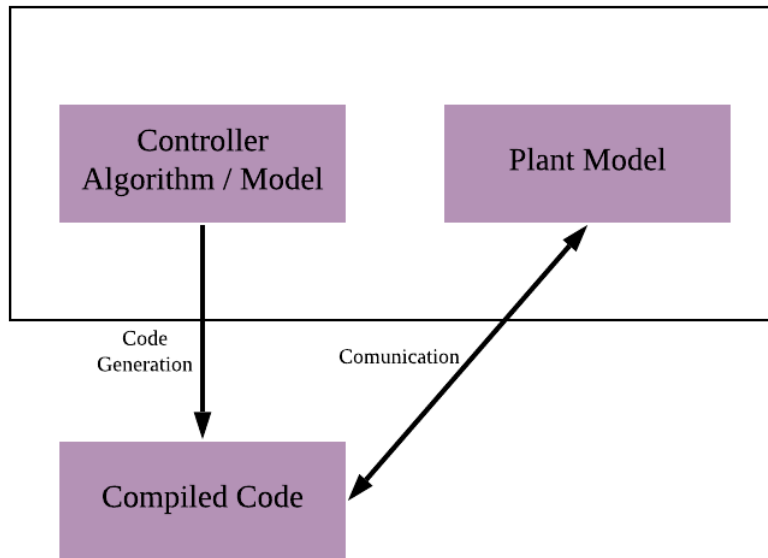 Controller
Algorithm / Model
Plant Model
Code
Generation
Comunication
Compiled Code